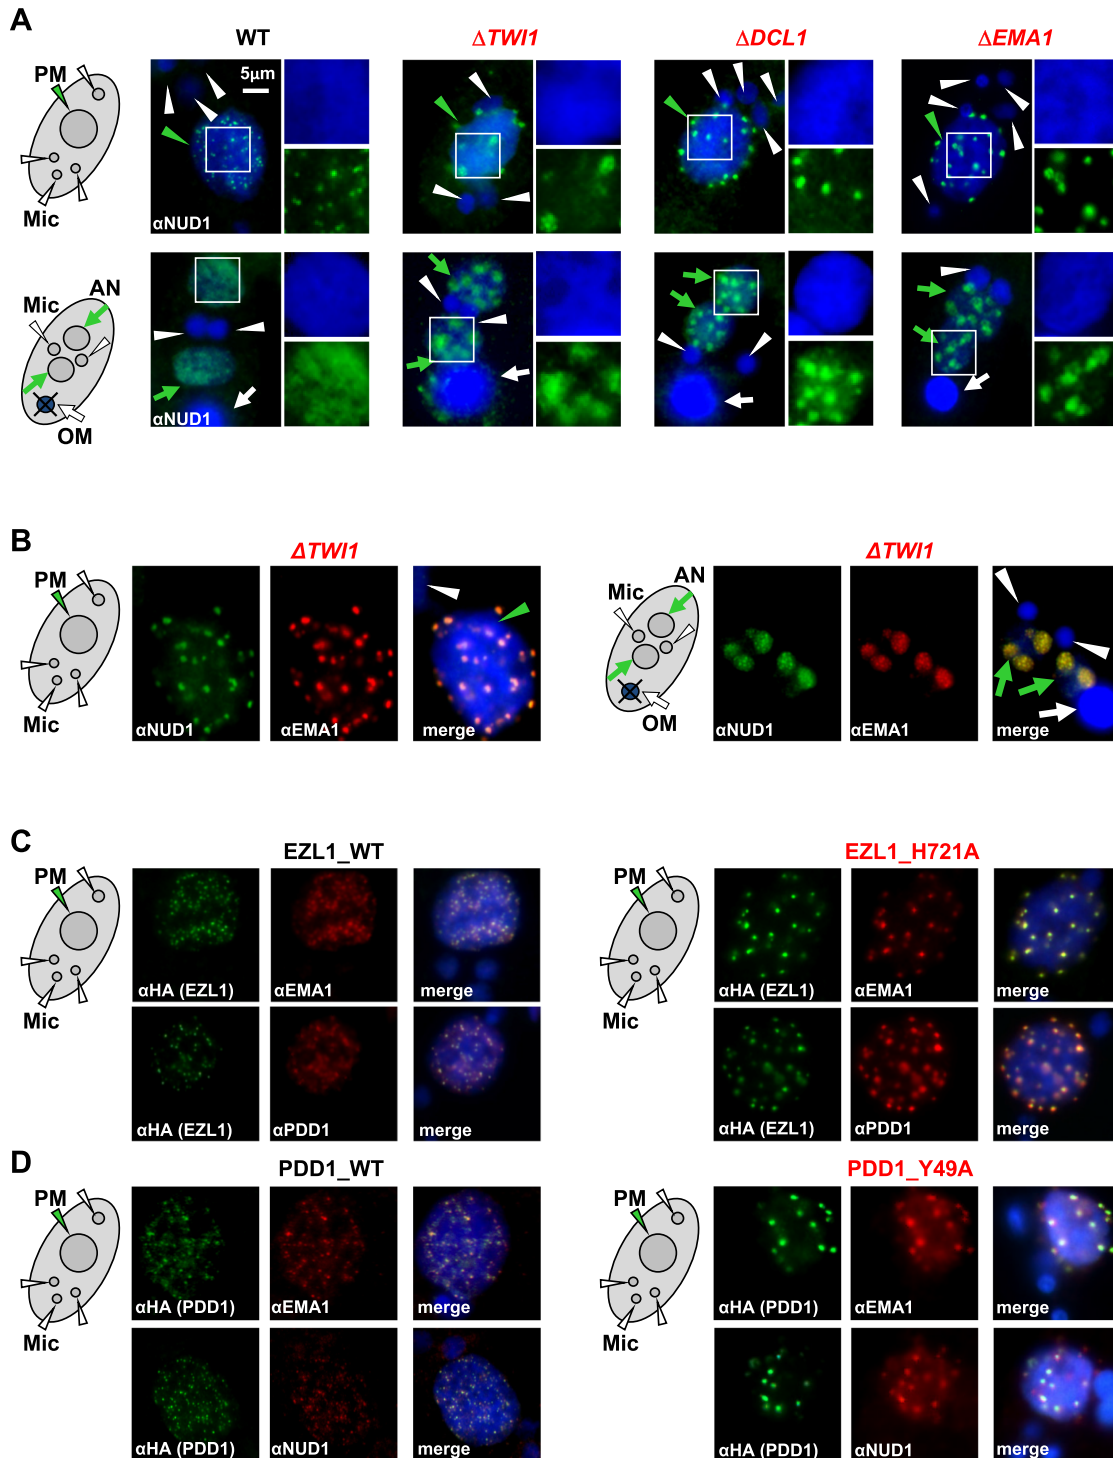 A
WT
ΔTWI1
ΔDCL1
ΔEMA1
PM
5μm
Mic
αNUD1
Mic
AN
OM
αNUD1
B
ΔTWI1
ΔTWI1
PM
Mic
αNUD1
αEMA1
merge
Mic
AN
OM
αNUD1
αEMA1
merge
C
EZL1_WT
EZL1_H721A
PM
Mic
αHA (EZL1)
αEMA1
merge
αHA (EZL1)
αPDD1
merge
PM
Mic
αHA (EZL1)
αEMA1
merge
αHA (EZL1)
αPDD1
merge
D
PDD1_WT
PDD1_Y49A
PM
Mic
αHA (PDD1)
αEMA1
merge
αHA (PDD1)
αNUD1
merge
PM
Mic
αHA (PDD1)
αEMA1
merge
αHA (PDD1)
αNUD1
merge